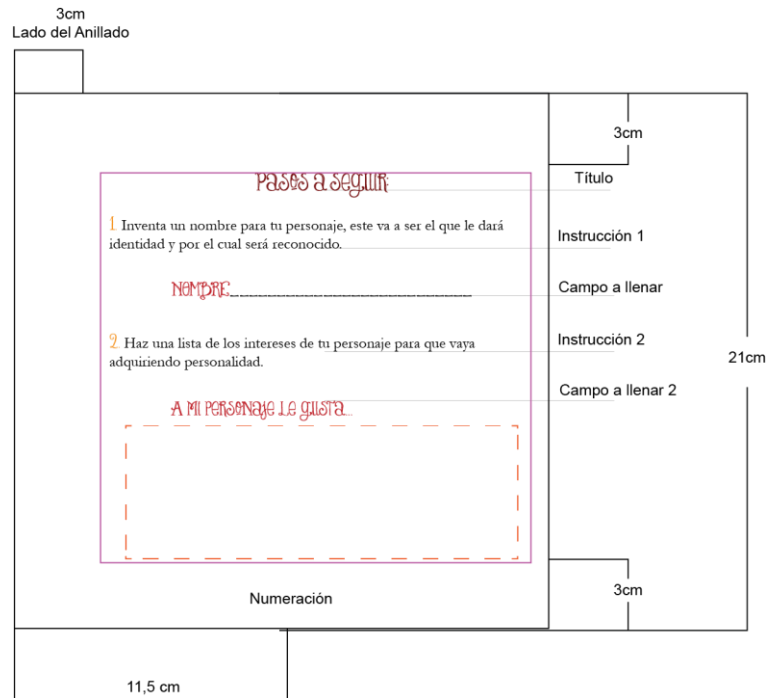 3cm
Lado del Anillado
3cm
Pasos a seguir:
Título
1. Inventa un nombre para tu personaje, este va a ser el que le dará
identidad y por el cual será reconocido.
Instrucción 1
Nombre
Campo a llenar
2. Haz una lista de los intereses de tu personaje para que vaya
adquiriendo personalidad.
Instrucción 2
21cm
A mi personaje le gusta...
Campo a llenar 2
Numeración
3cm
11,5 cm